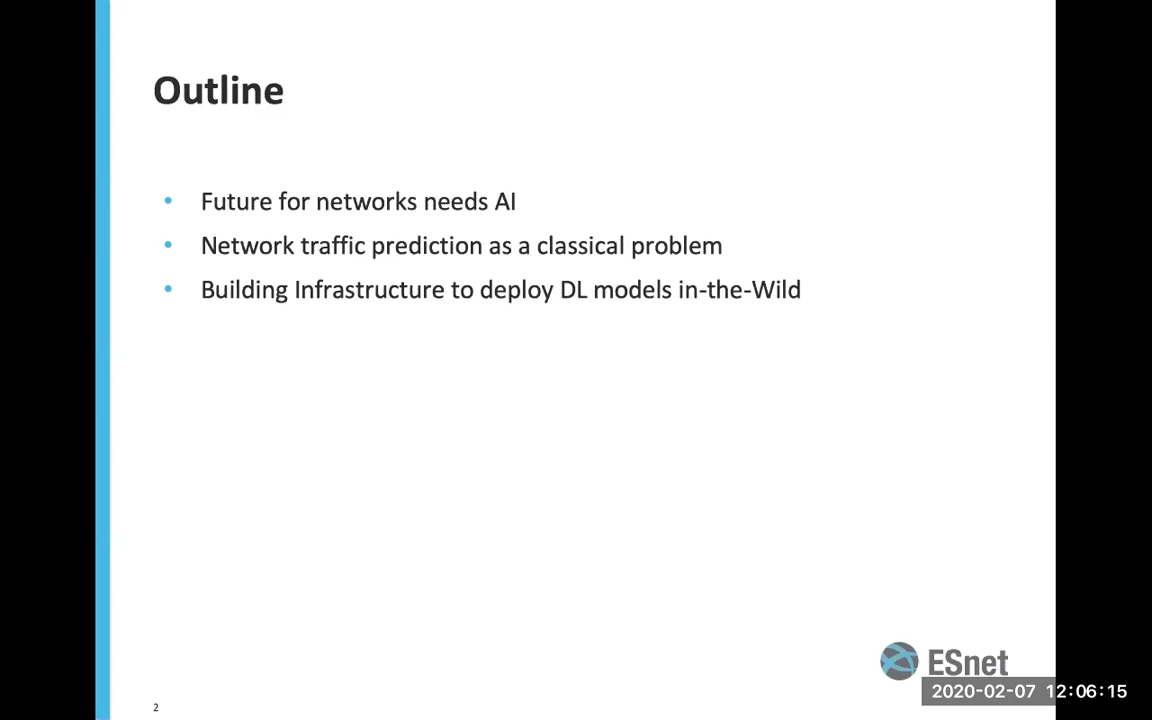 Outline
• Future for networks needs AI
• Network traffic prediction as a classical problem
• Building Infrastructure to deploy DL models in-the-Wild
ESnet
2020-02-07 12:06:15
2